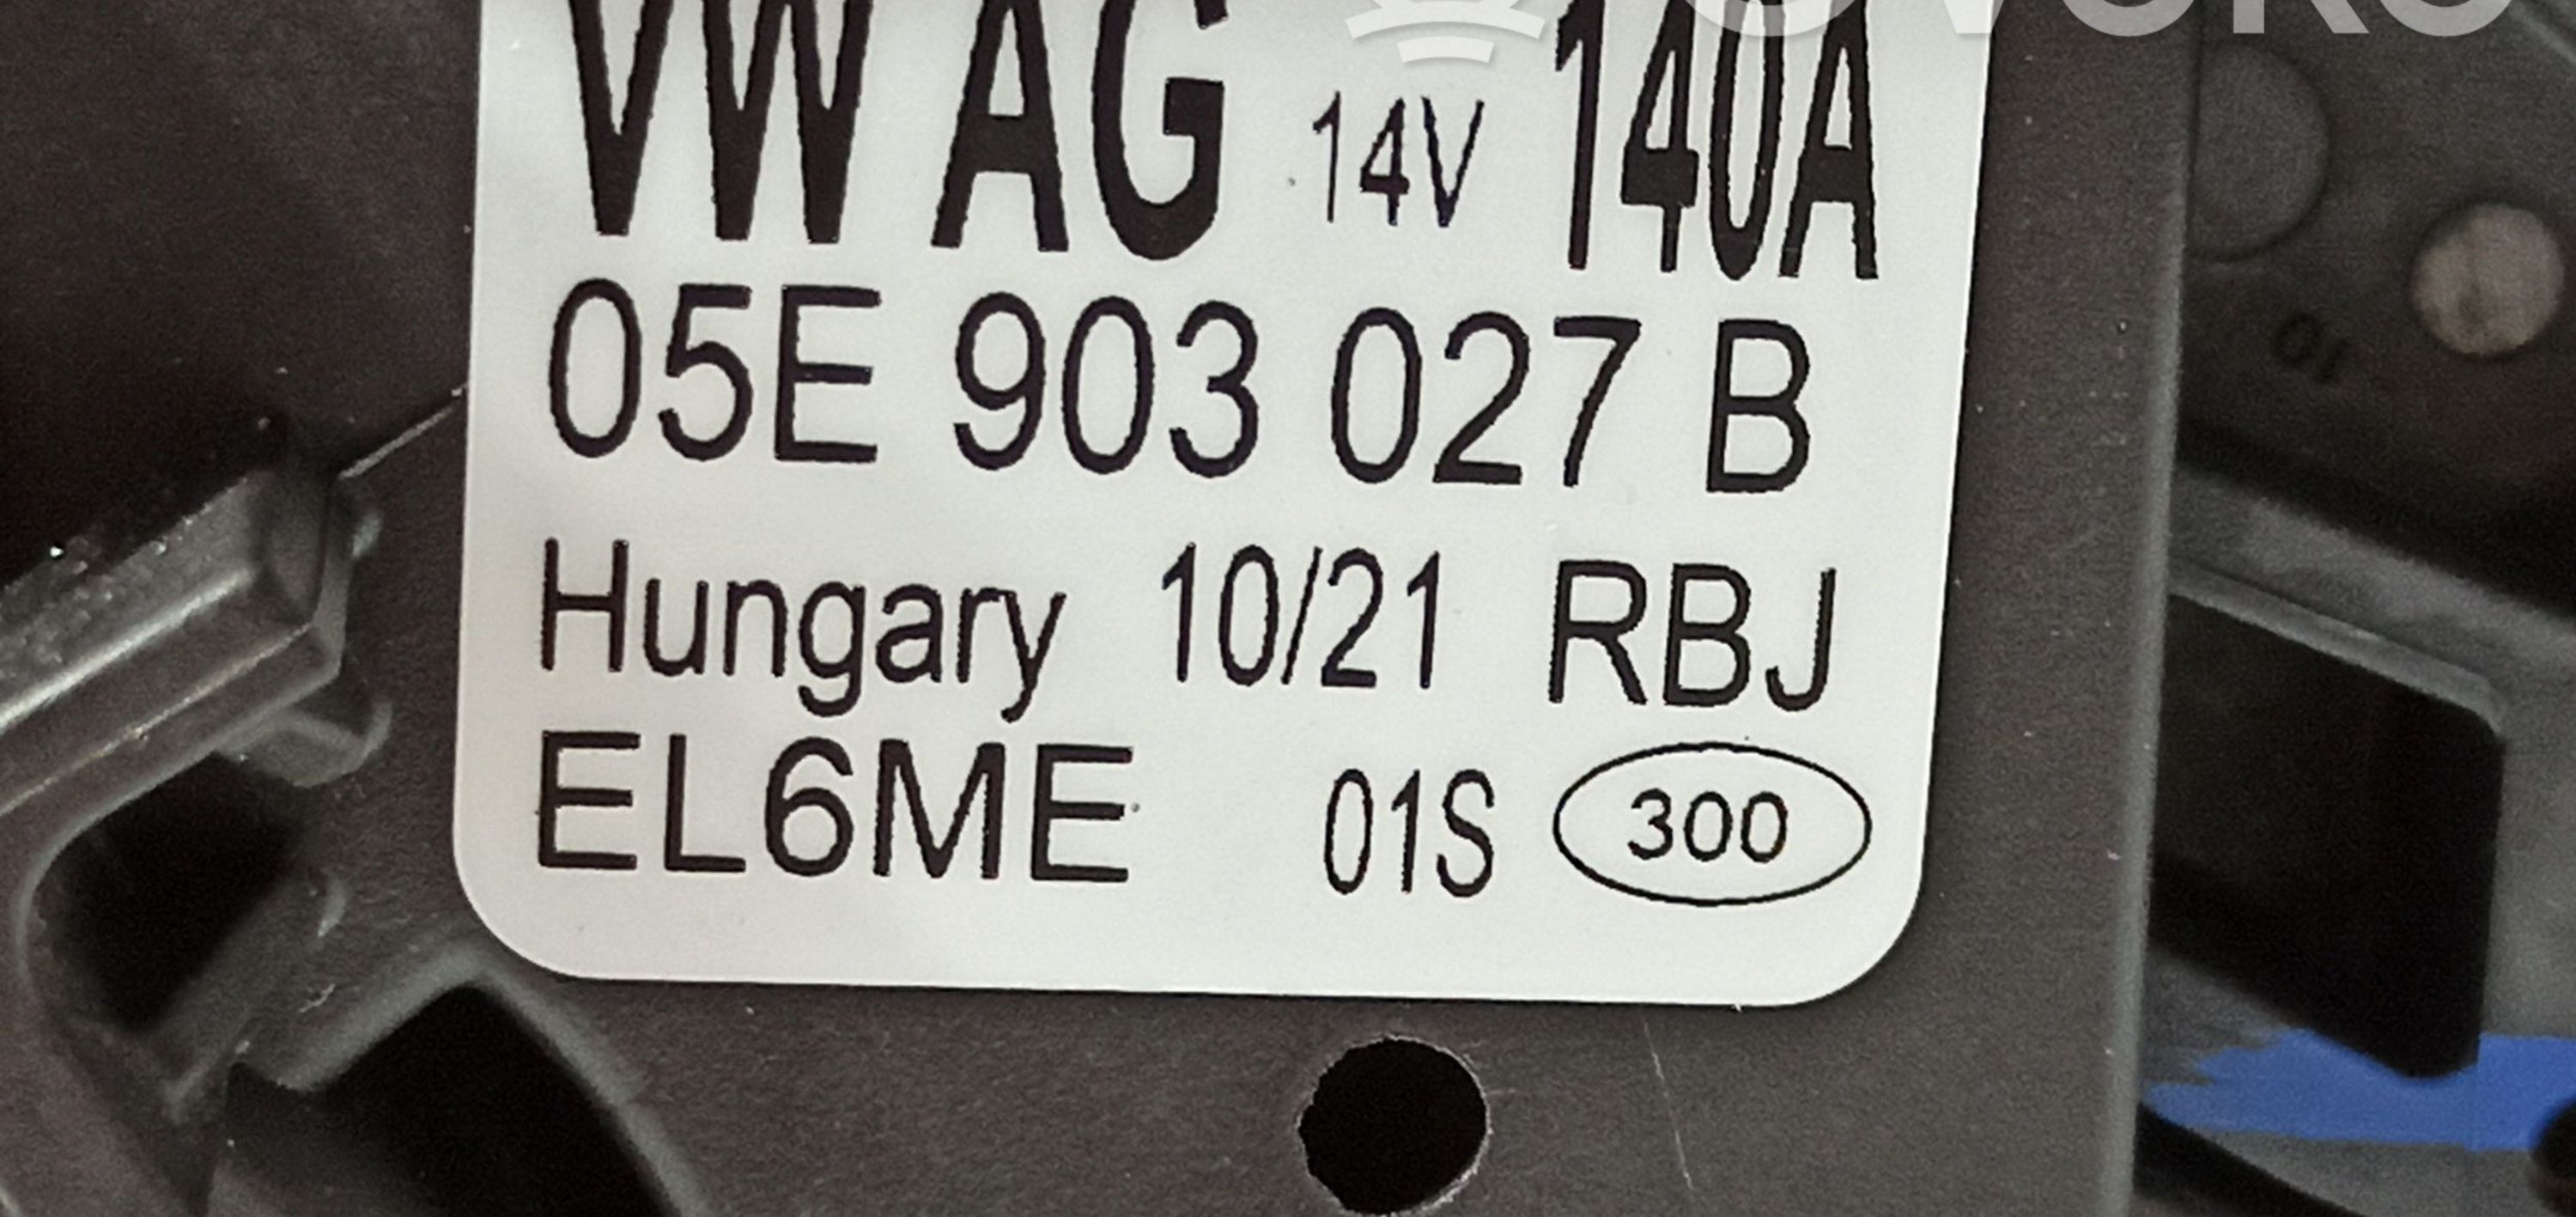 VW AG 14V 140A
05E 903 027 B
Hungary 10/21 RBJ
EL6ME 01S 300